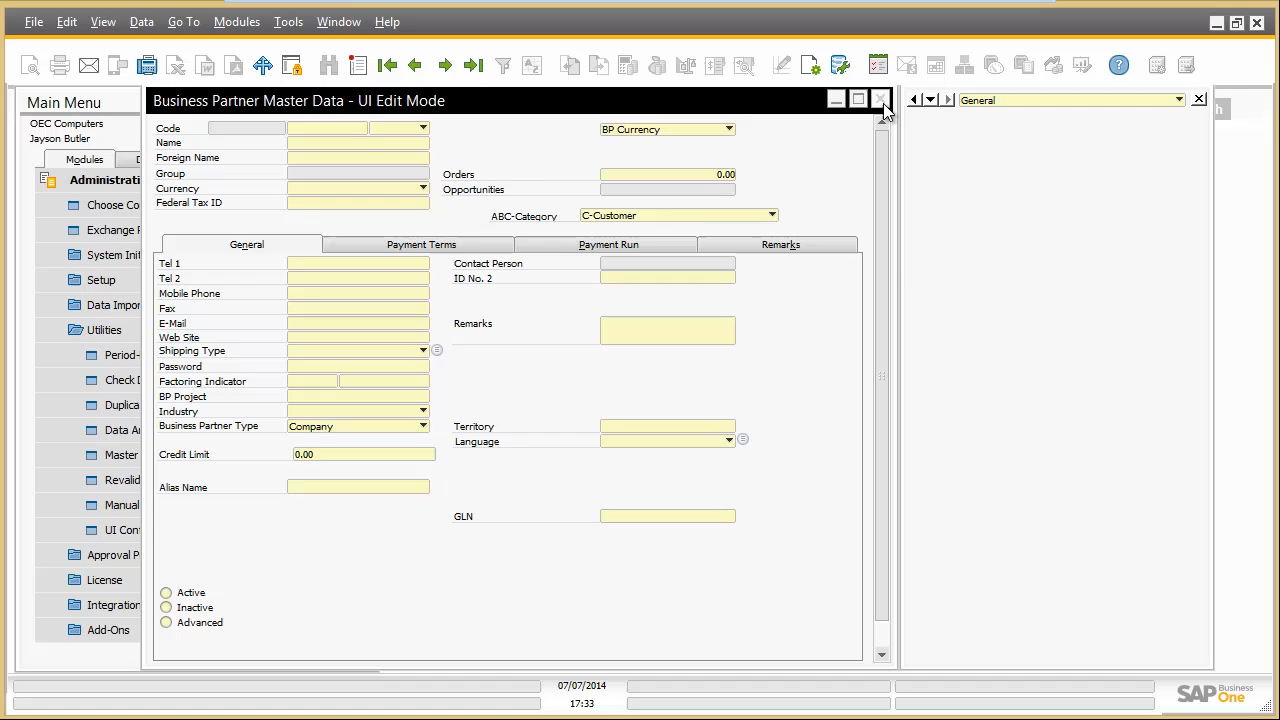 File Edit View Data Go To Modules Tools Window Help
Main Menu
OEC Computers
Jayson Butler
Modules
Administrati
Choose Co
Exchange
System Init
Setup
Data Impor
Utilities
Period-
Check
Duplica
Data
Master
Revalid
Manual
UI
Approval
License
Integration
Add-Ons
Business Partner Master Data - UI Edit Mode
Code
BP Currency
Name
Foreign Name
Group
Orders 0.00
Currency
Opportunities
Federal Tax ID
ABC-Category C-Customer
General Payment Terms Payment Run Remarks
Tel 1
Contact Person
Tel 2
ID No. 2
Mobile Phone
Fax
E-Mail
Remarks
Web Site
Shipping Type
Password
Factoring Indicator
BP Project
Industry
Business Partner Type Company
Territory
Language
Credit Limit 0.00
Alias Name
GLN
Active
Inactive
Advanced
General
h
07/07/2014
17:33
SAP Business One